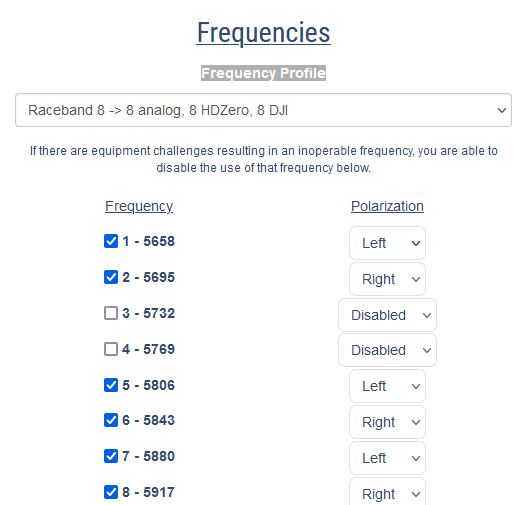 Frequencies
Frequency Profile
Raceband 8 -> 8 analog, 8 HDZero, 8 DJI
If there are equipment challenges resulting in an inoperable frequency, you are able to
disable the use of that frequency below.
Frequency Polarization
1 - 5658 Left
2 - 5695 Right
3 - 5732 Disabled
4 - 5769 Disabled
5 - 5806 Left
6 - 5843 Right
7 - 5880 Left
8 - 5917 Right